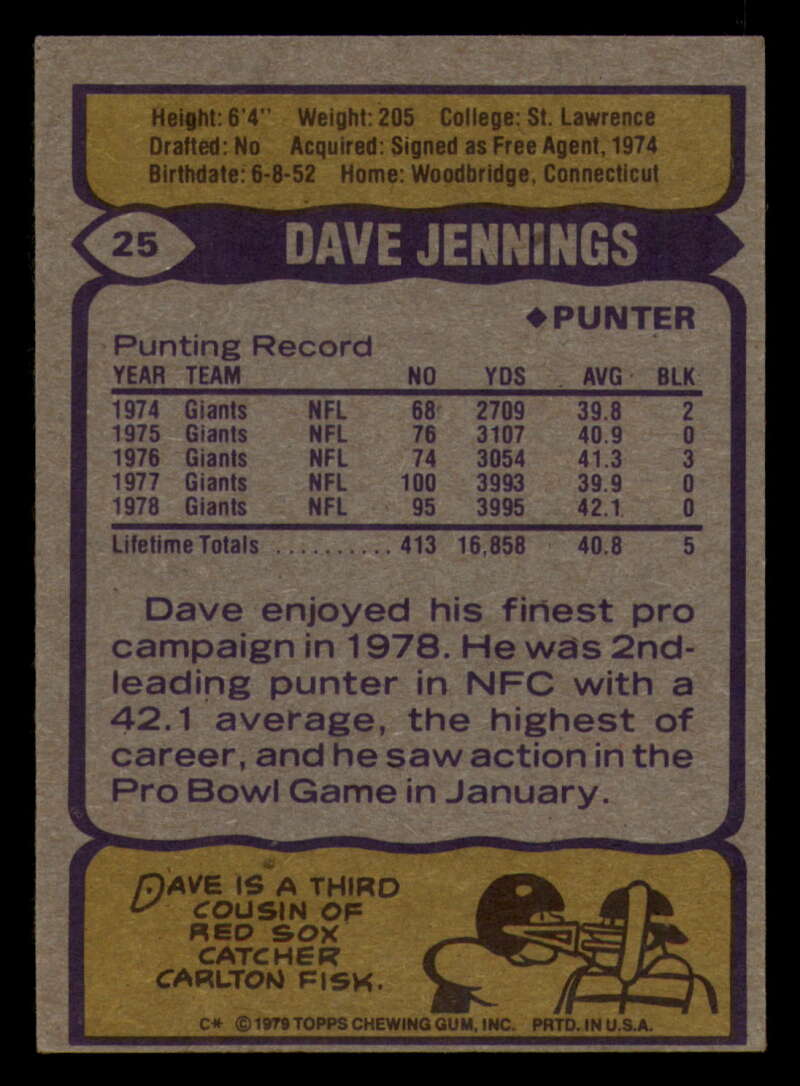 Height: 6'4" Weight: 205 College: St. Lawrence
Drafted: No Acquired: Signed as Free Agent, 1974
Birthdate: 6-8-52 Home: Woodbridge, Connecticut
25 DAVE JENNINGS
◆PUNTER
Punting Record
YEAR TEAM NO YDS AVG BLK
1974 Giants NFL 68 2709 39.8 2
1975 Giants NFL 76 3107 40.9 0
1976 Giants NFL 74 3054 41.3 3
1977 Giants NFL 100 3993 39.9 0
1978 Giants NFL 95 3995 42.1 0
Lifetime Totals .......... 413 16,858 40.8 5
Dave enjoyed his finest pro
campaign in 1978. He was 2nd-
leading punter in NFC with a
42.1 average, the highest of
career, and he saw action in the
Pro Bowl Game in January.
DAVE IS A THIRD
COUSIN OF
RED SOX
CATCHER
CARLTON FISK.
C* © 1979 TOPPS CHEWING GUM, INC. PRTD. IN U.S.A.